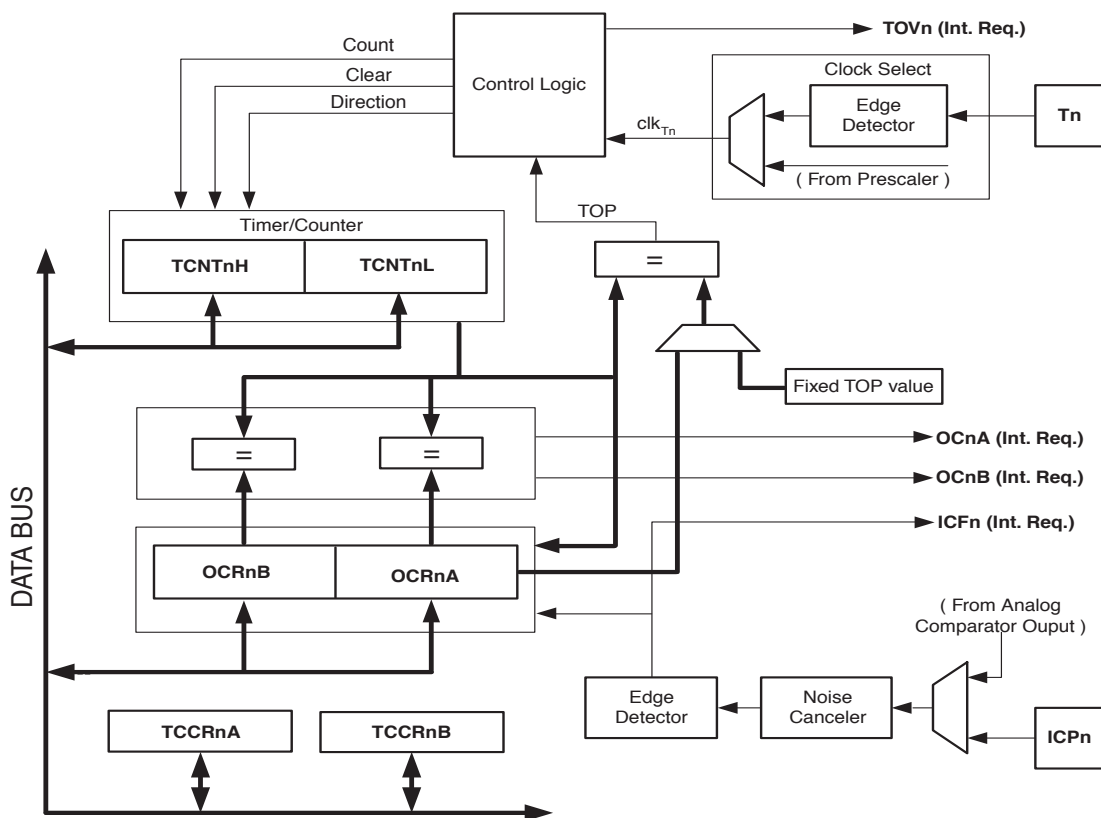 TOVn (Int. Req.)
Count
Clear
Direction
Control Logic
Clock Select
Edge
Detector
Tn
clkTn
( From Prescaler )
TOP
Timer/Counter
TCNTnH
TCNTnL
=
Fixed TOP value
=
=
OCnA (Int. Req.)
OCnB (Int. Req.)
ICFn (Int. Req.)
DATA BUS
OCRnB
OCRnA
( From Analog
Comparator Ouput )
Edge
Detector
Noise
Canceler
ICPn
TCCRnA
TCCRnB